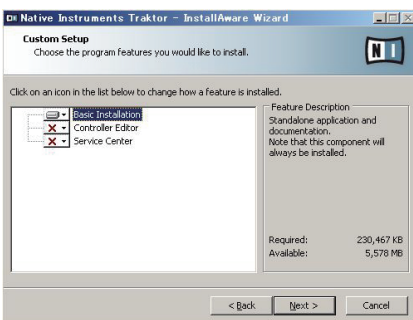 Native Instruments Traktor - InstallAware Wizard
Custom Setup
Choose the program features you would like to install.
NI
Click on an icon in the list below to change how a feature is installed.
Basic Installation
Controller Editor
Service Center
Feature Description
Standalone application and
documentation.
Note that this component will
always be installed.
Required: 230,467 KB
Available: 5,578 MB
< Back
Next >
Cancel